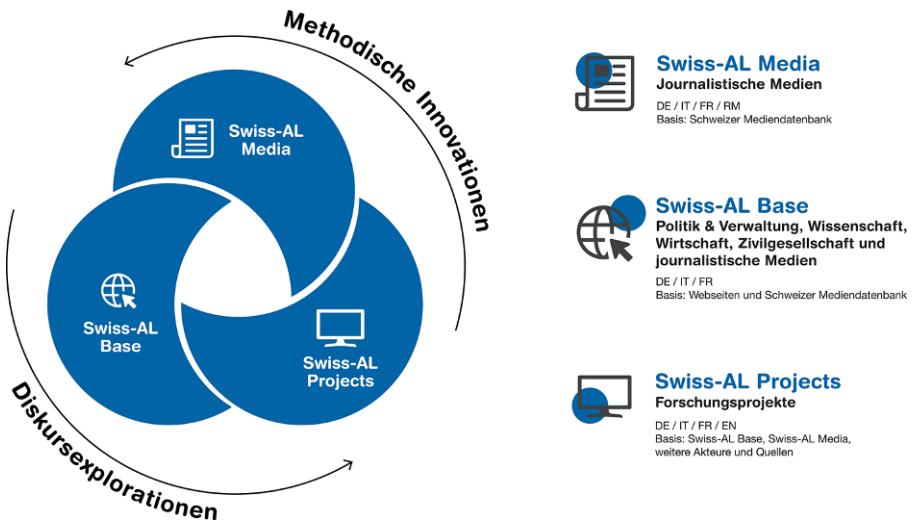 Methodische Innovationen
Swiss-AL
Media
Swiss-AL
Base
Swiss-AL
Projects
Diskursexplorationen
Swiss-AL Media
Journalistische Medien
DE / IT / FR / RM
Basis: Schweizer Mediendatenbank
Swiss-AL Base
Politik & Verwaltung, Wissenschaft,
Wirtschaft, Zivilgesellschaft und
journalistische Medien
DE / IT / FR
Basis: Webseiten und Schweizer Mediendatenbank
Swiss-AL Projects
Forschungsprojekte
DE / IT / FR / EN
Basis: Swiss-AL Base, Swiss-AL Media,
weitere Akteure und Quellen